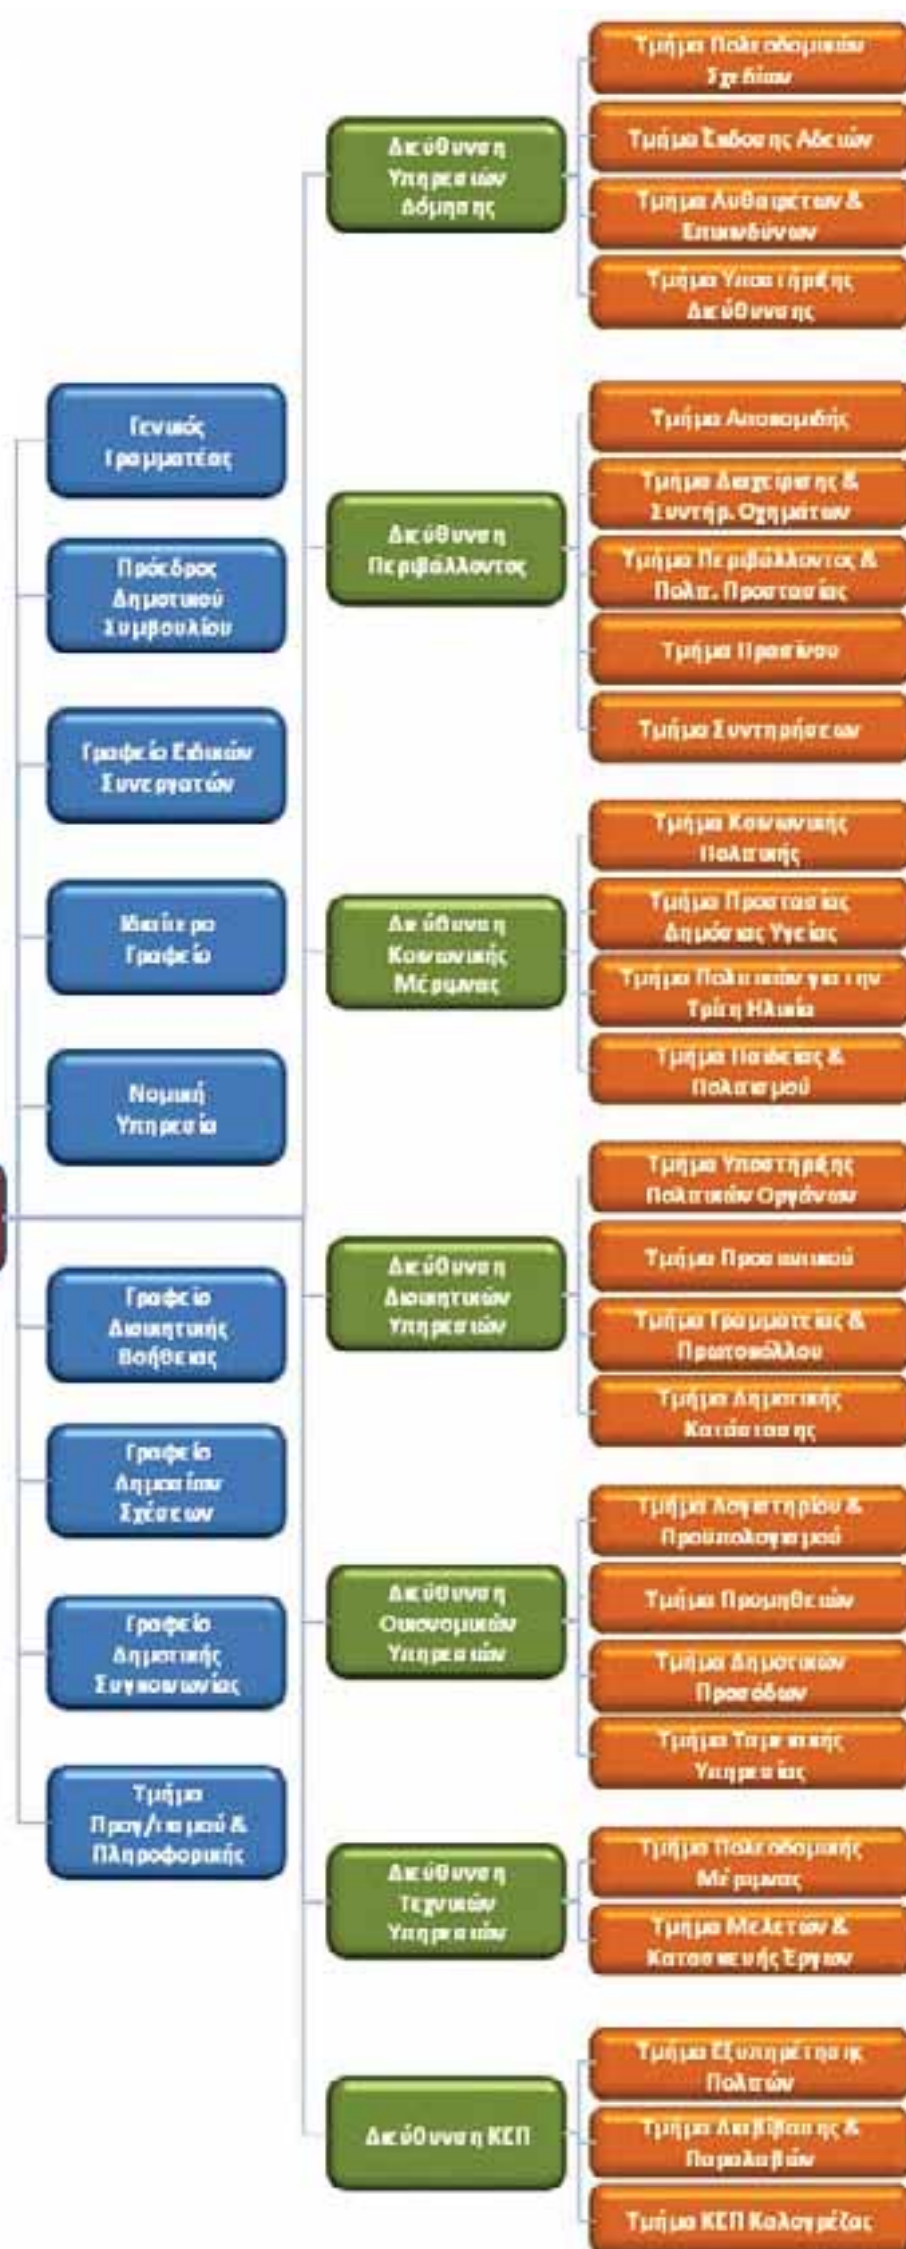 Γενικός
Γραμματέας
Πρόεδρος
Δημοτικού
Συμβουλίου
Γραφείο Ειδικών
Συνεργατών
Ιδιαίτερο
Γραφείο
Νομική
Υπηρεσία
Γραφείο
Διοικητικής
Βοήθειας
Γραφείο
Δημοσίων
Σχέσεων
Γραφείο
Δημοτικής
Συγκοινωνίας
Τμήμα
Προγ/τισμού &
Πληροφορικής
Διεύθυνση
Υπηρεσιών
Δόμησης
Τμήμα Πολεοδομικών
Σχεδίων
Τμήμα Έκδοσης Αδειών
Τμήμα Αυθαιρέτων &
Επικινδύνων
Τμήμα Υποστήριξης
Διεύθυνσης
Διεύθυνση
Περιβάλλοντος
Τμήμα Αποκομιδής
Τμήμα Διαχείρισης &
Συντήρ. Οχημάτων
Τμήμα Περιβάλλοντος &
Πολιτ. Προστασίας
Τμήμα Πρασίνου
Τμήμα Συντηρήσεων
Διεύθυνση
Κοινωνικής
Μέριμνας
Τμήμα Κοινωνικής
Πολιτικής
Τμήμα Προστασίας
Δημόσιας Υγείας
Τμήμα Πολιτικών για την
Τρίτη Ηλικία
Τμήμα Παιδείας &
Πολιτισμού
Διεύθυνση
Διοικητικών
Υπηρεσιών
Τμήμα Υποστήριξης
Πολιτικών Οργάνων
Τμήμα Προσωπικού
Τμήμα Γραμματείας &
Πρωτοκόλλου
Τμήμα Δημοτικής
Κατάστασης
Διεύθυνση
Οικονομικών
Υπηρεσιών
Τμήμα Λογιστηρίου &
Προϋπολογισμού
Τμήμα Προμηθειών
Τμήμα Δημοτικών
Προσόδων
Τμήμα Ταμειακής
Υπηρεσίας
Διεύθυνση
Τεχνικών
Υπηρεσιών
Τμήμα Πολεοδομικής
Μέριμνας
Τμήμα Μελετών &
Κατασκευής Έργων
Διεύθυνση ΚΕΠ
Τμήμα Εξυπηρέτησης
Πολιτών
Τμήμα Διαβίβασης &
Παραλαβών
Τμήμα ΚΕΠ Καλογρέζας